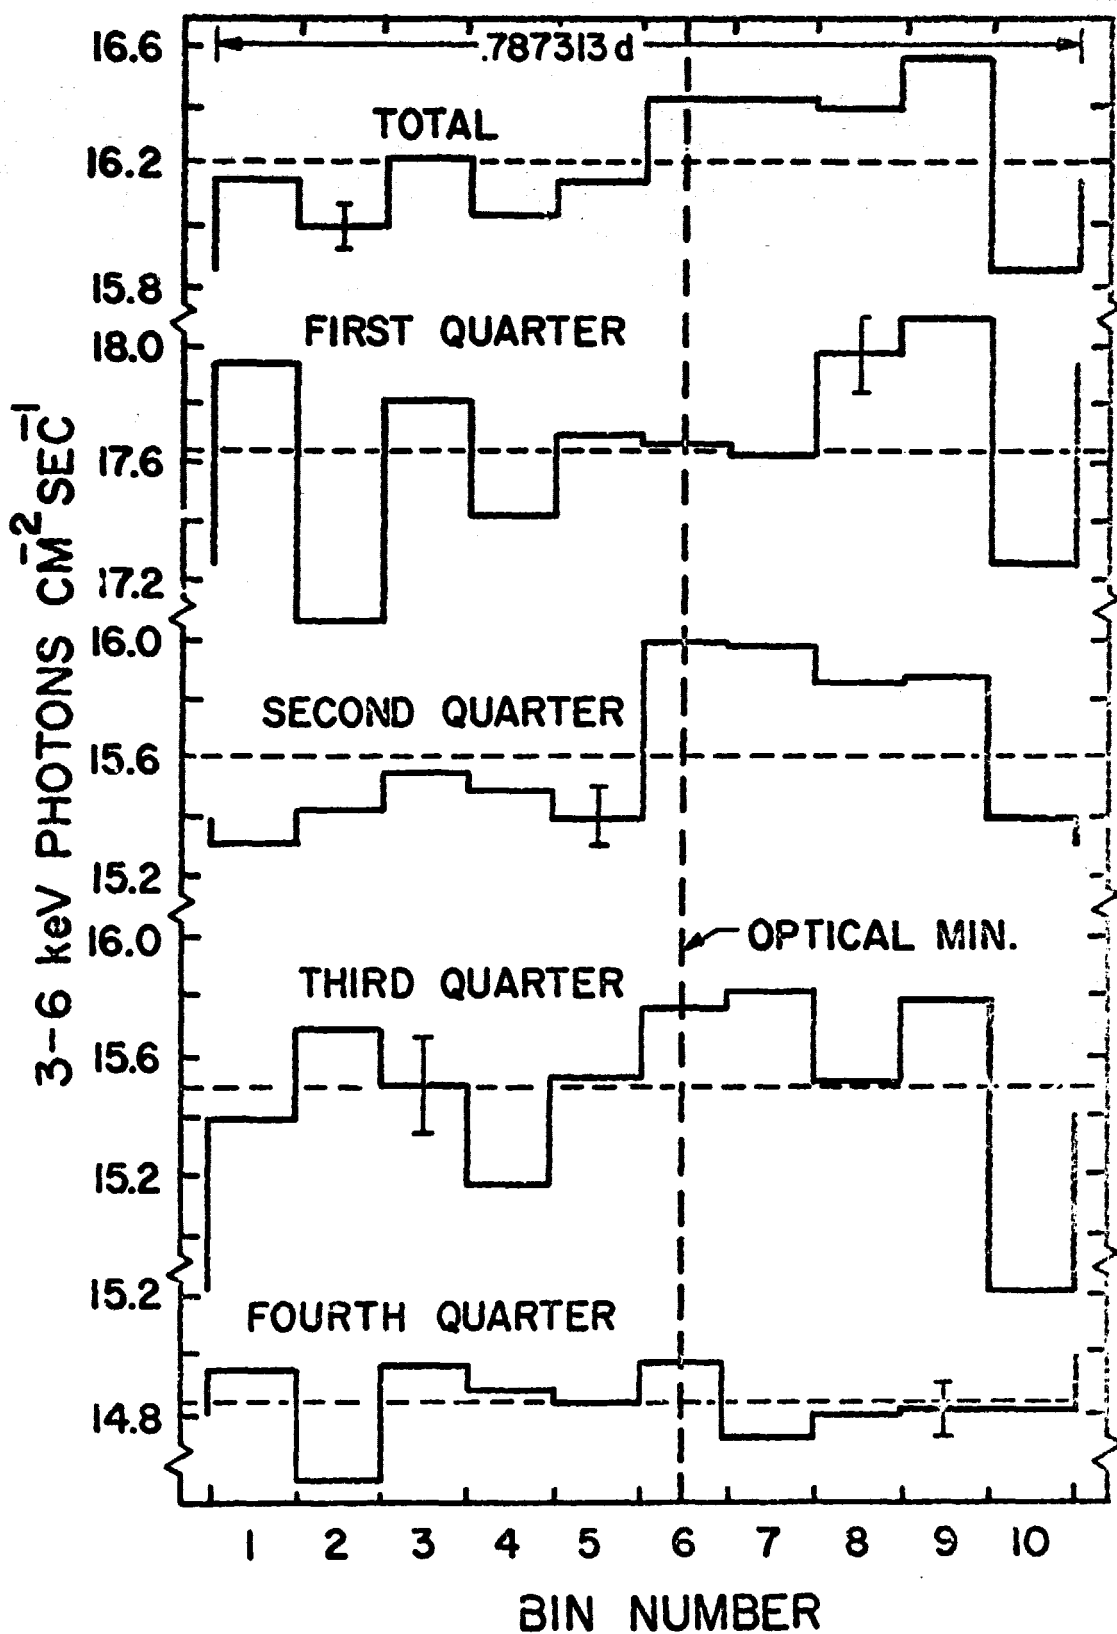 16.6
.787313 d
TOTAL
16.2
15.8
FIRST QUARTER
18.0
17.6
17.2
16.0
SECOND QUARTER
15.6
15.2
16.0
OPTICAL MIN.
THIRD QUARTER
15.6
15.2
15.2
FOURTH QUARTER
14.8
3-6 keV PHOTONS CM⁻² SEC⁻¹
1 2 3 4 5 6 7 8 9 10
BIN NUMBER